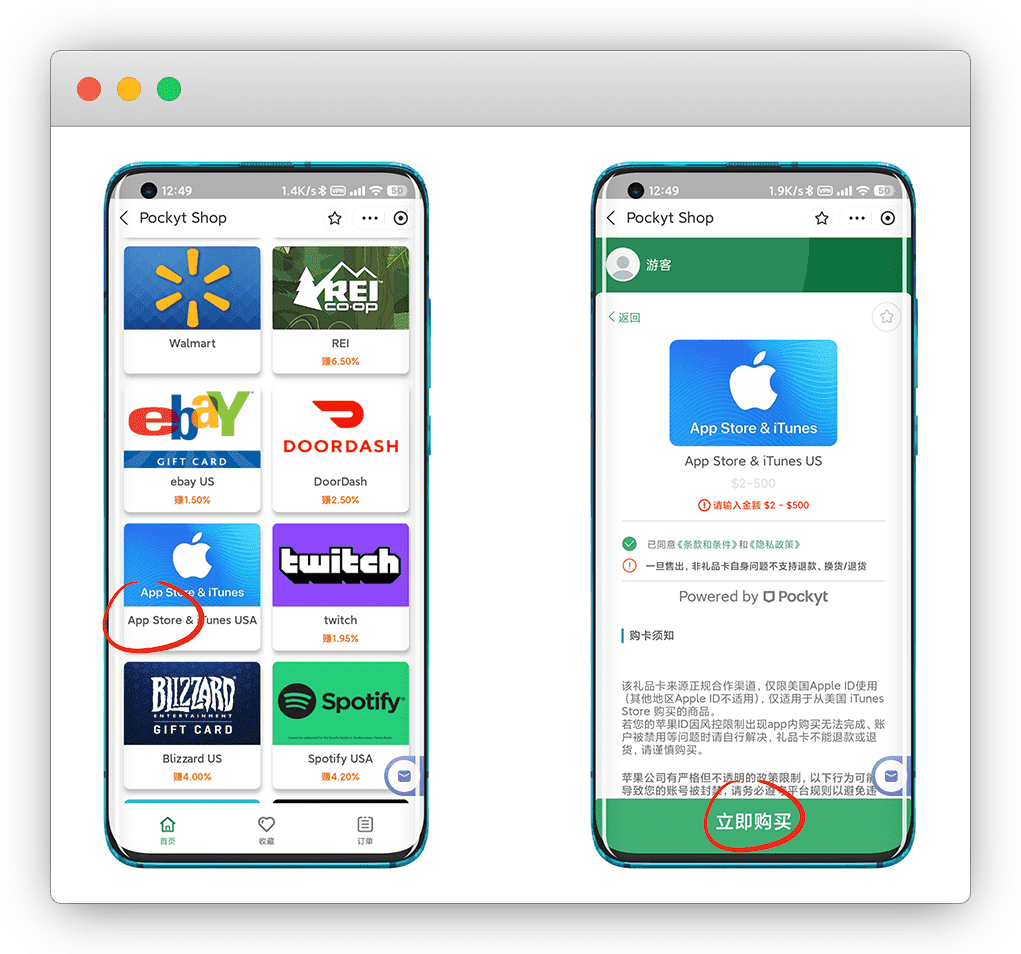 12:49
1.4K/s VPN 50
Pockyt Shop
Walmart
REI
co·op
REI
赚6.50%
ebay
GIFT CARD
ebay US
赚1.50%
DOORDASH
DoorDash
赚2.50%
App Store & iTunes
App Store & iTunes USA
twitch
twitch
赚1.95%
BLIZZARD
ENTERTAINMENT
GIFT CARD
Blizzard US
赚4.00%
Spotify
Spotify USA
赚4.20%
首页
收藏
订单
12:49
1.9K/s VPN 50
Pockyt Shop
游客
返回
App Store & iTunes
App Store & iTunes US
$2-500
请输入金额 $2 - $500
已同意《条款和条件》和《隐私政策》
一旦售出，非礼品卡自身问题不支持退款、换货/退货
Powered by Pockyt
购卡须知
该礼品卡来源正规合作渠道，仅限美国Apple ID使用
（其他地区Apple ID不适用），仅适用于从美国 iTunes
Store 购买的商品。
若您的苹果ID因风控限制出现app内购买无法完成、账
户被禁用等问题时请自行解决，礼品卡不能退款或退
货，请谨慎购买。
苹果公司有严格但不透明的政策限制，以下行为可能
导致您的账号被封禁，请务必遵守平台规则以避免违
立即购买